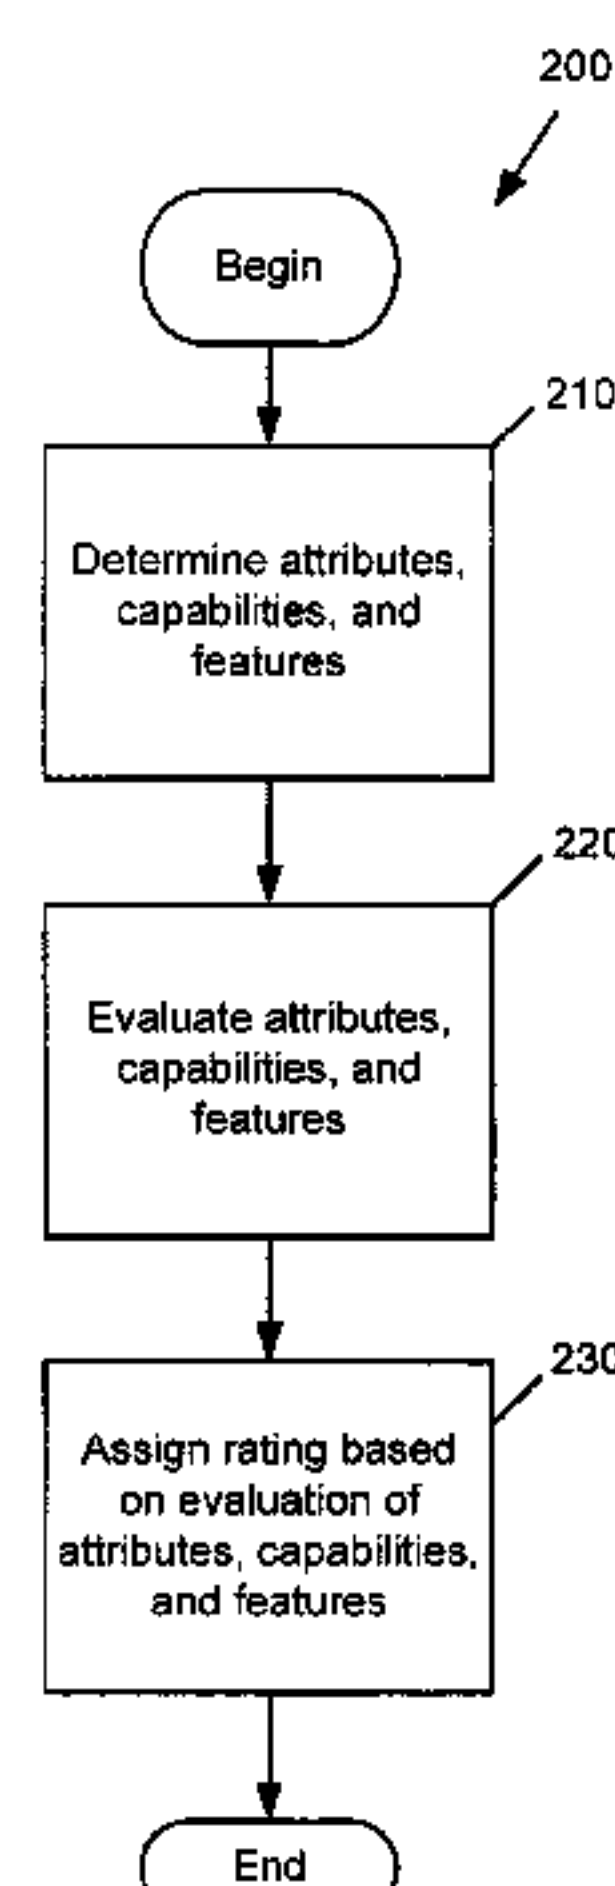 200
Begin
210
Determine attributes,
capabilities, and
features
220
Evaluate attributes,
capabilities, and
features
230
Assign rating based
on evaluation of
attributes, capabilities,
and features
End